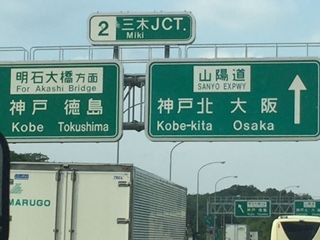 2 三木JCT.
Miki
明石大橋方面
For Akashi Bridge
神戸 徳島
Kobe Tokushima
山陽道
SANYO EXPWY
神戸北 大阪
Kobe-kita Osaka
MARUGO